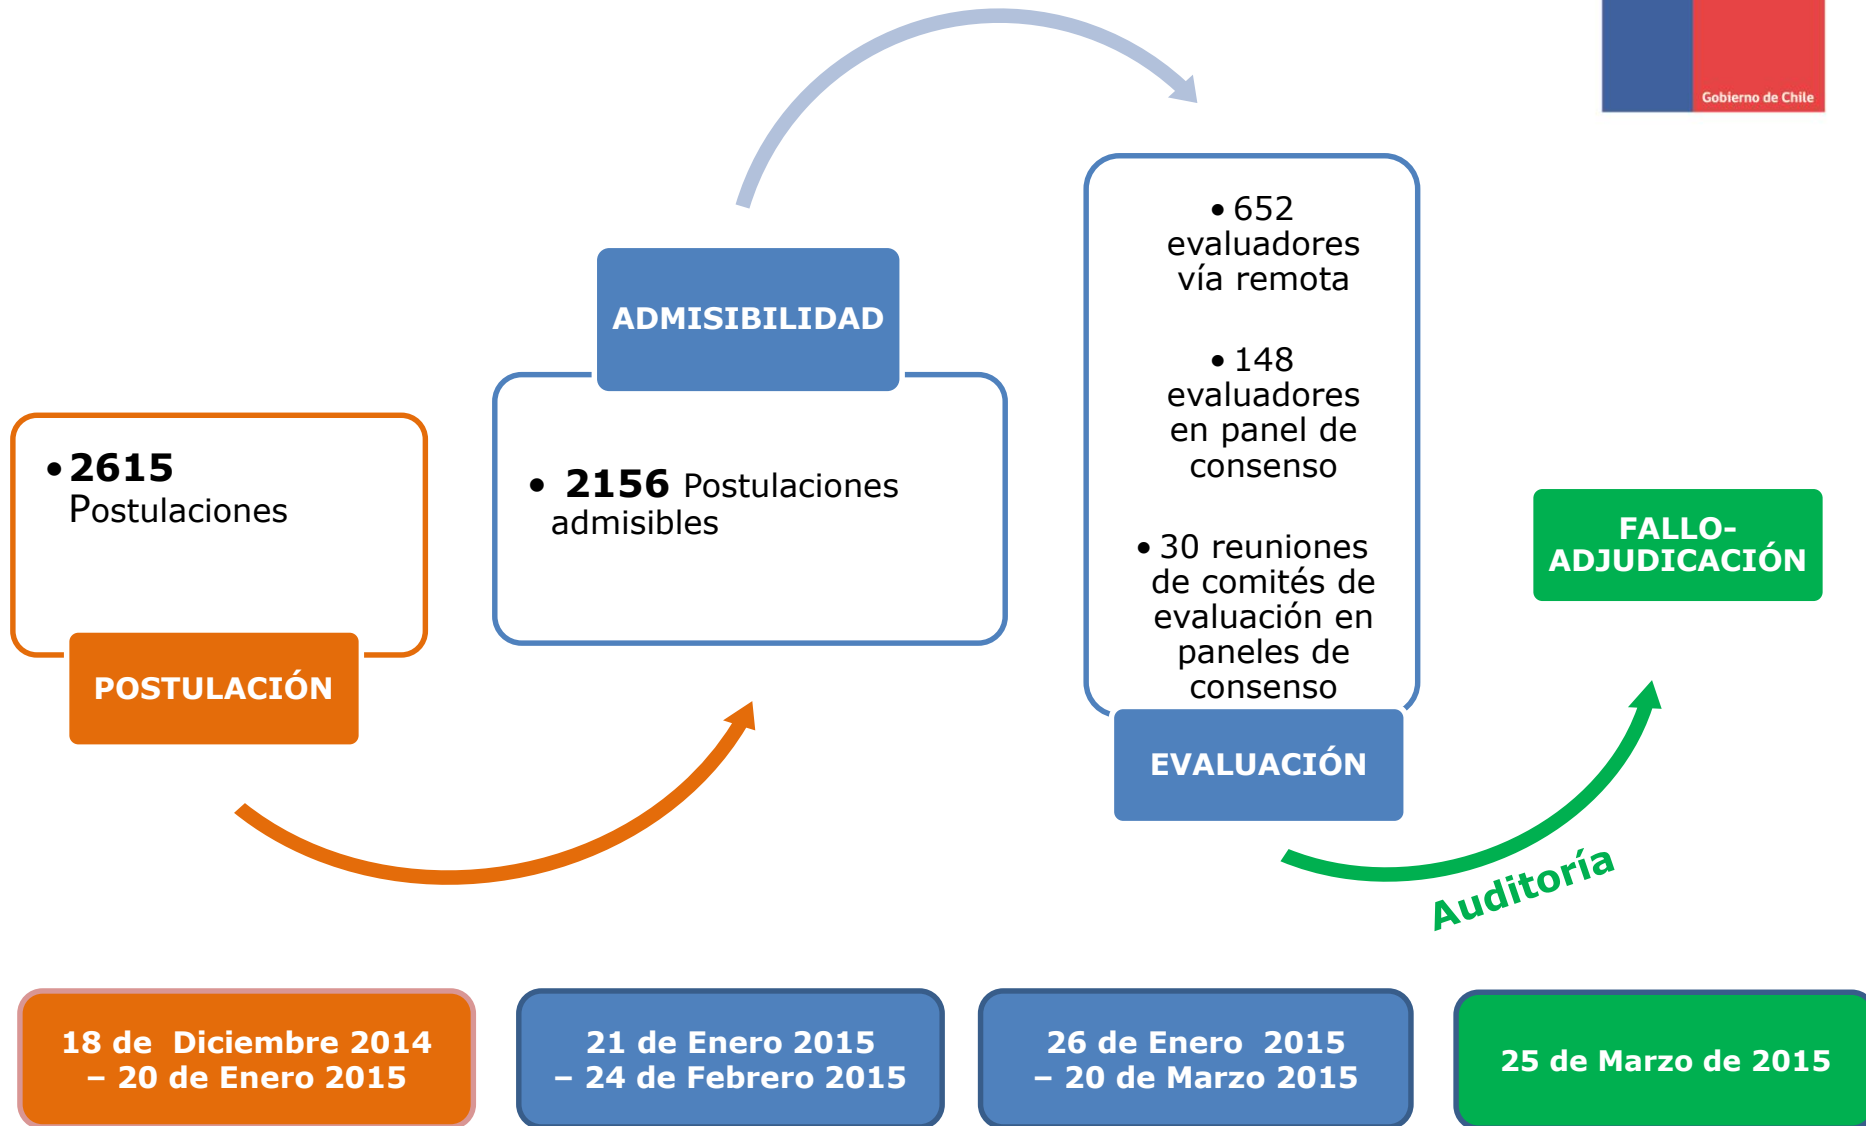 Gobierno de Chile
• 2615
Postulaciones
POSTULACIÓN
ADMISIBILIDAD
• 2156 Postulaciones
admisibles
• 652
evaluadores
vía remota
• 148
evaluadores
en panel de
consenso
• 30 reuniones
de comités de
evaluación en
paneles de
consenso
EVALUACIÓN
FALLO-
ADJUDICACIÓN
Auditoría
18 de Diciembre 2014
– 20 de Enero 2015
21 de Enero 2015
– 24 de Febrero 2015
26 de Enero 2015
– 20 de Marzo 2015
25 de Marzo de 2015